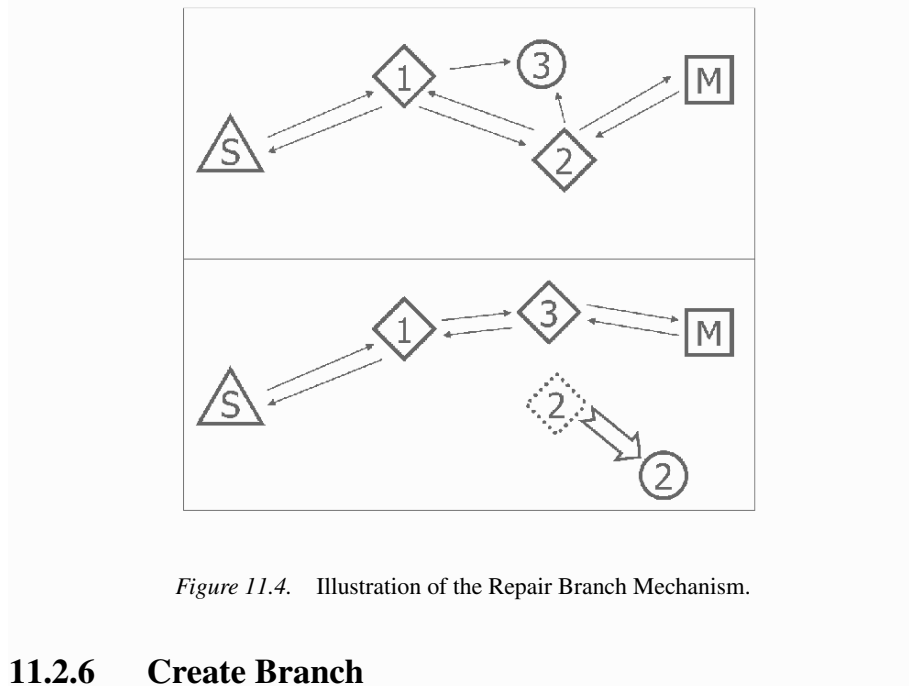 1
3
M
S
2
1
3
M
S
2
2
Figure 11.4. Illustration of the Repair Branch Mechanism.
11.2.6 Create Branch